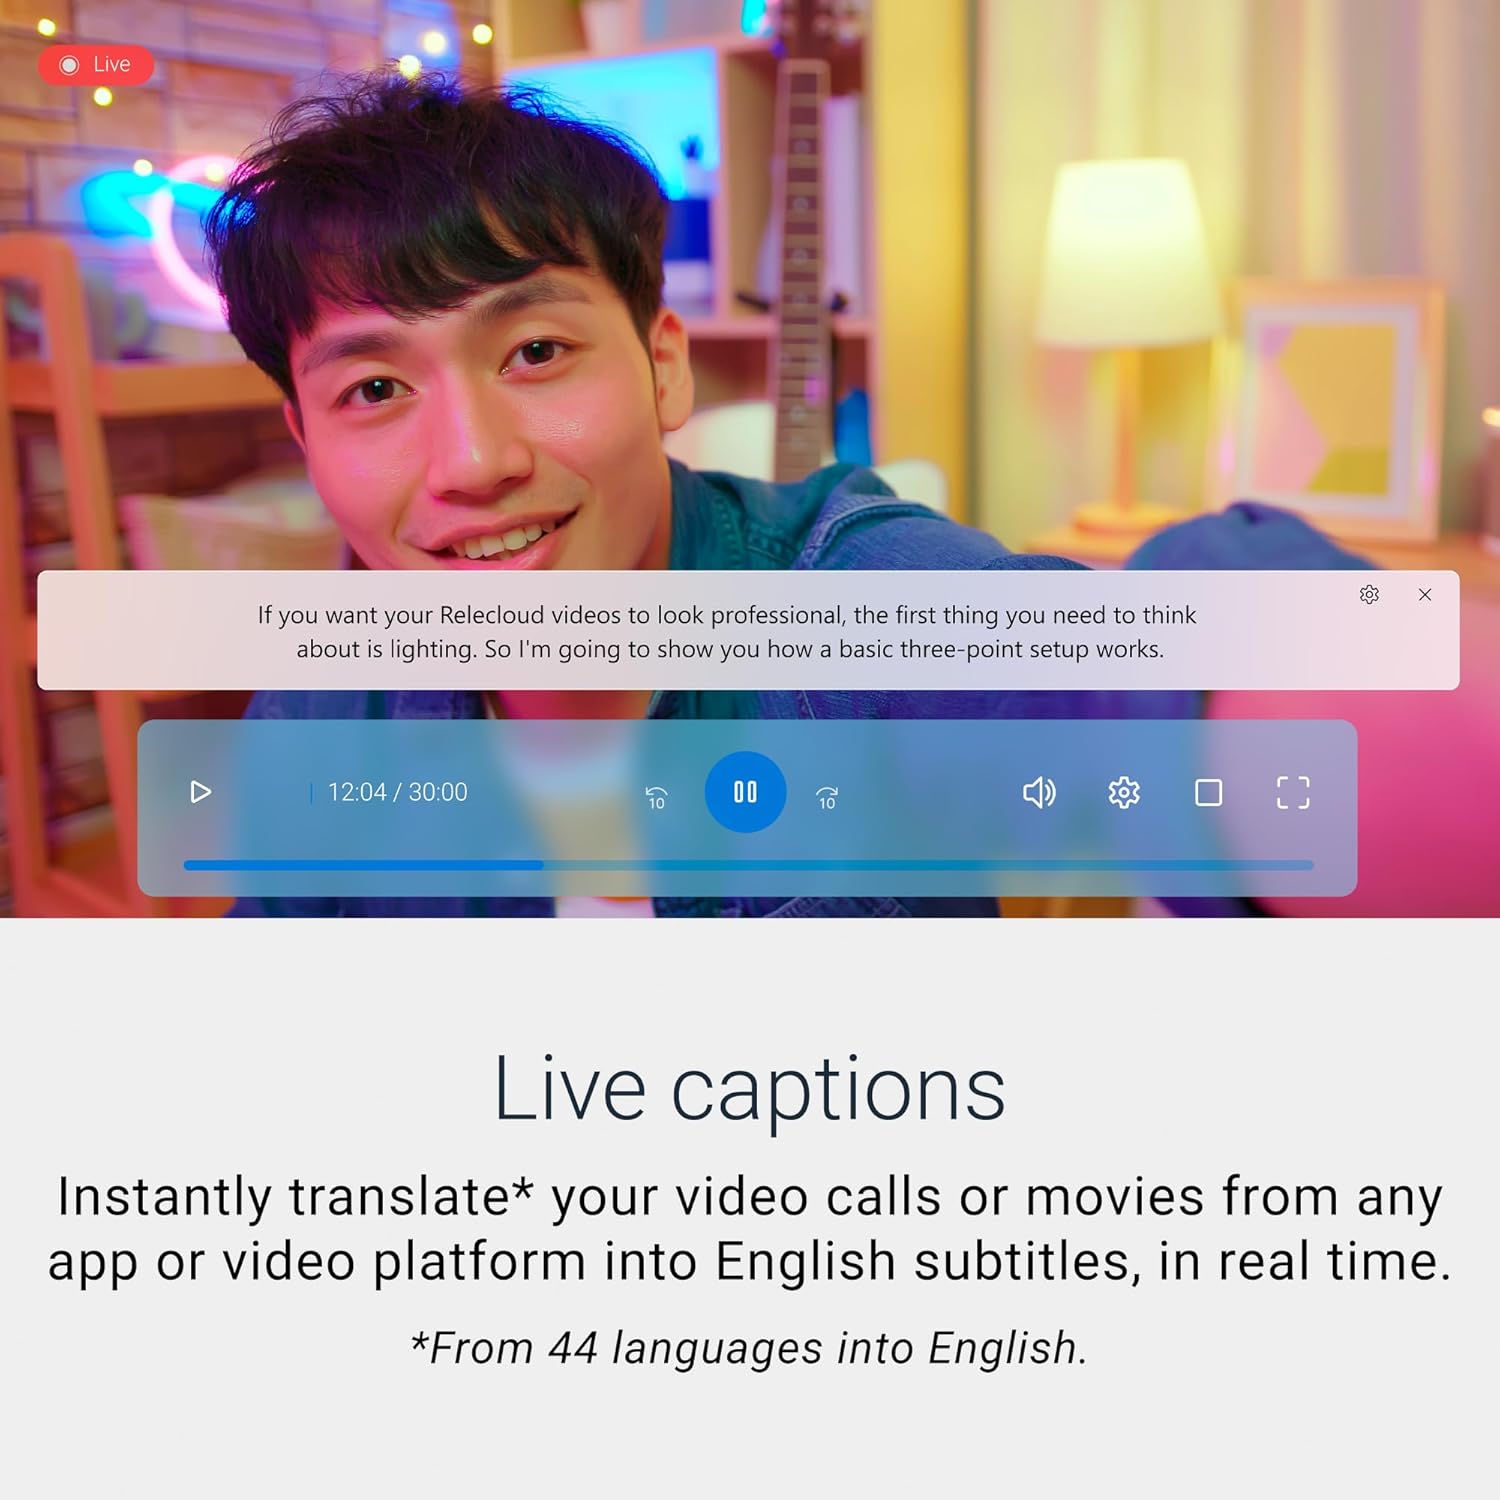 Live
If you want your Relecloud videos to look professional, the first thing you need to think
about is lighting. So I'm going to show you how a basic three-point setup works.
12:04 / 30:00
10
10
Live captions
Instantly translate* your video calls or movies from any
app or video platform into English subtitles, in real time.
*From 44 languages into English.